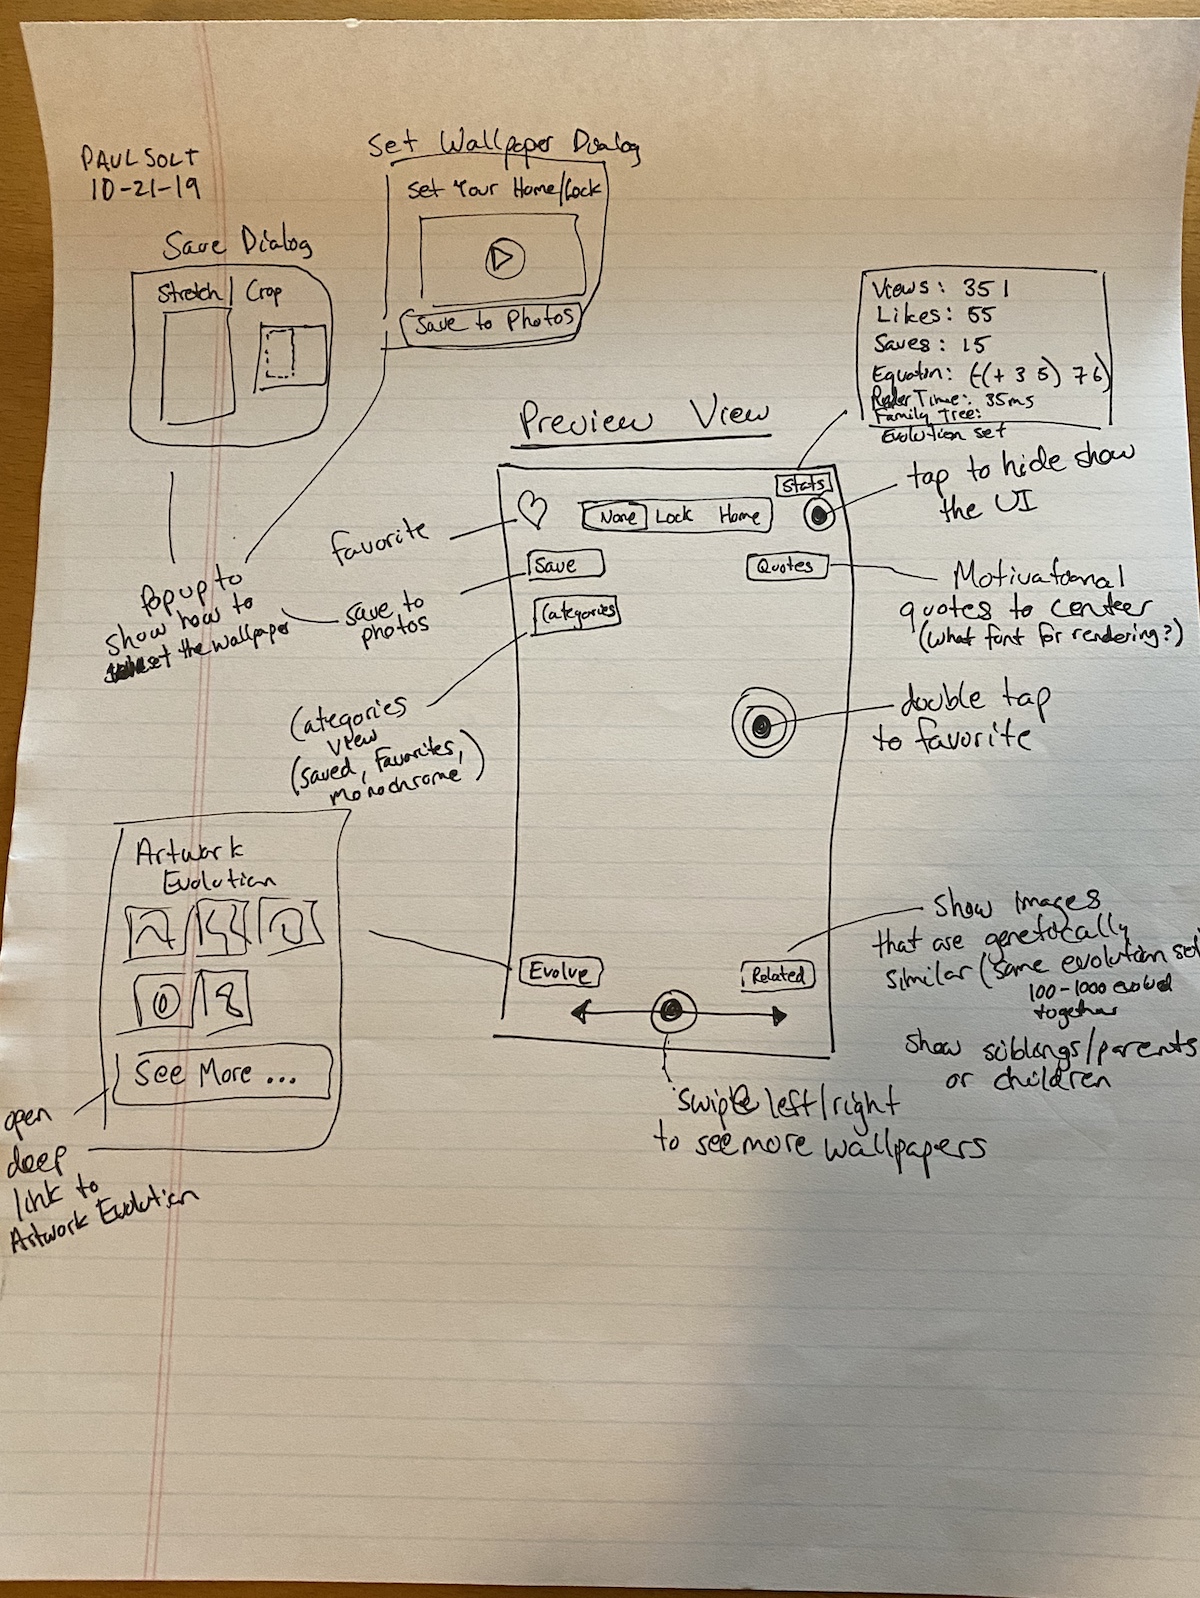 PAUL SOLT
10-21-19
Set Wallpaper Dialog
Set Your Home/Lock
Save to Photos
Save Dialog
Stretch | Crop
Views: 351
Likes: 55
Saves: 15
Equation: (-(+ 3 5) 7 6)
Render Time: 35ms
Family Tree:
Evolution set
Preview View
Stats
None Lock Home
Save
Quotes
Categories
Evolve
Related
tap to hide show
the UI
favorite
Popup to
show how to
set the wallpaper
save to
photos
Motivational
quotes to center
(what font for rendering?)
Categories
view
(saved, favorites,
monochrome)
double tap
to favorite
Artwork
Evolution
See More ...
open
deep
link to
Artwork Evolution
show images
that are genetically
similar (same evolution set
100-1000 evolved
together
show siblings/parents
or children
swipe left/right
to see more wallpapers